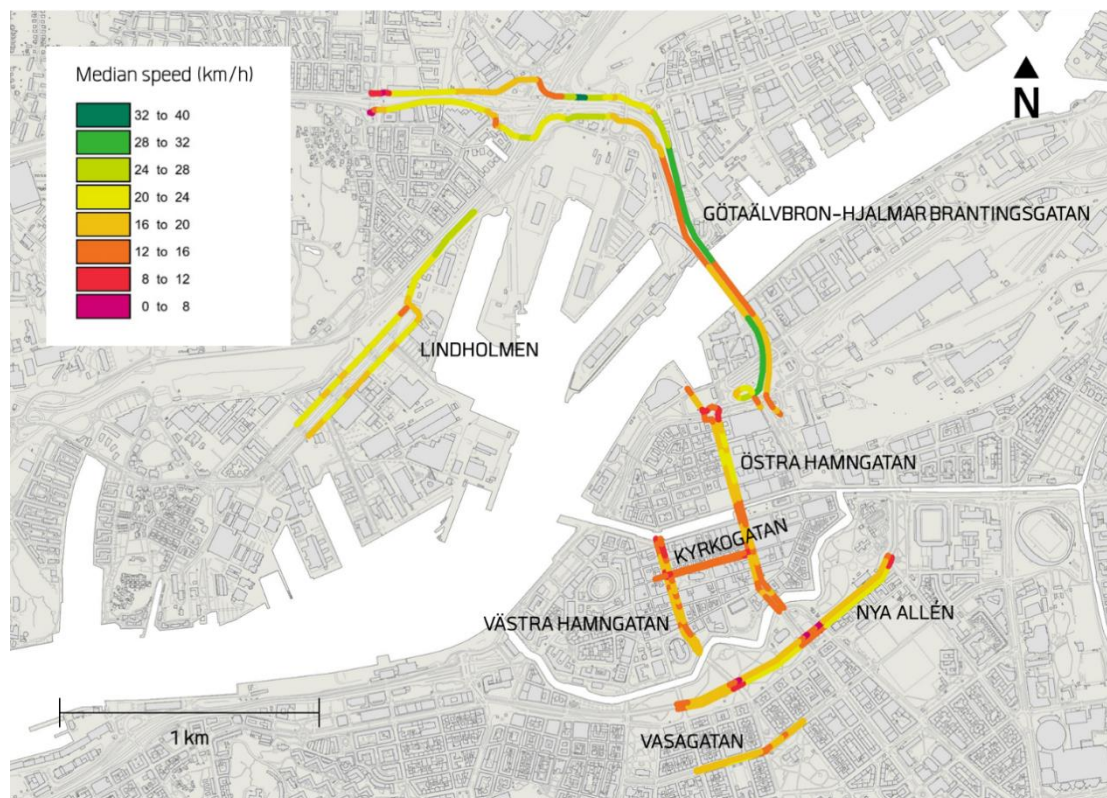 Median speed (km/h)
32 to 40
28 to 32
24 to 28
20 to 24
16 to 20
12 to 16
8 to 12
0 to 8
N
GÖTAÄLVBRON-HJALMAR BRANTINGSGATAN
LINDHOLMEN
ÖSTRA HAMNGATAN
KYRKOGATAN
VÄSTRA HAMNGATAN
NYA ALLÉN
VASAGATAN
1 km